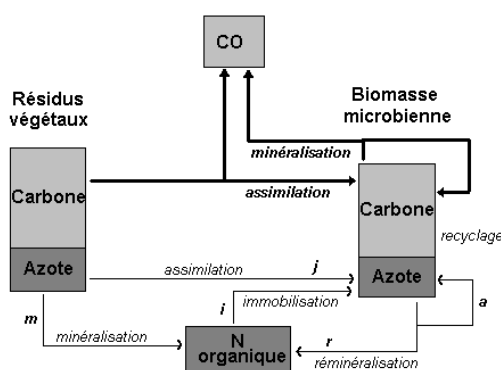 CO
Résidus
végétaux
Biomasse
microbienne
minéralisation
Carbone
assimilation
Carbone
recyclage
Azote
assimilation
j
Azote
m
i
immobilisation
a
minéralisation
N
organique
r
réminéralisation